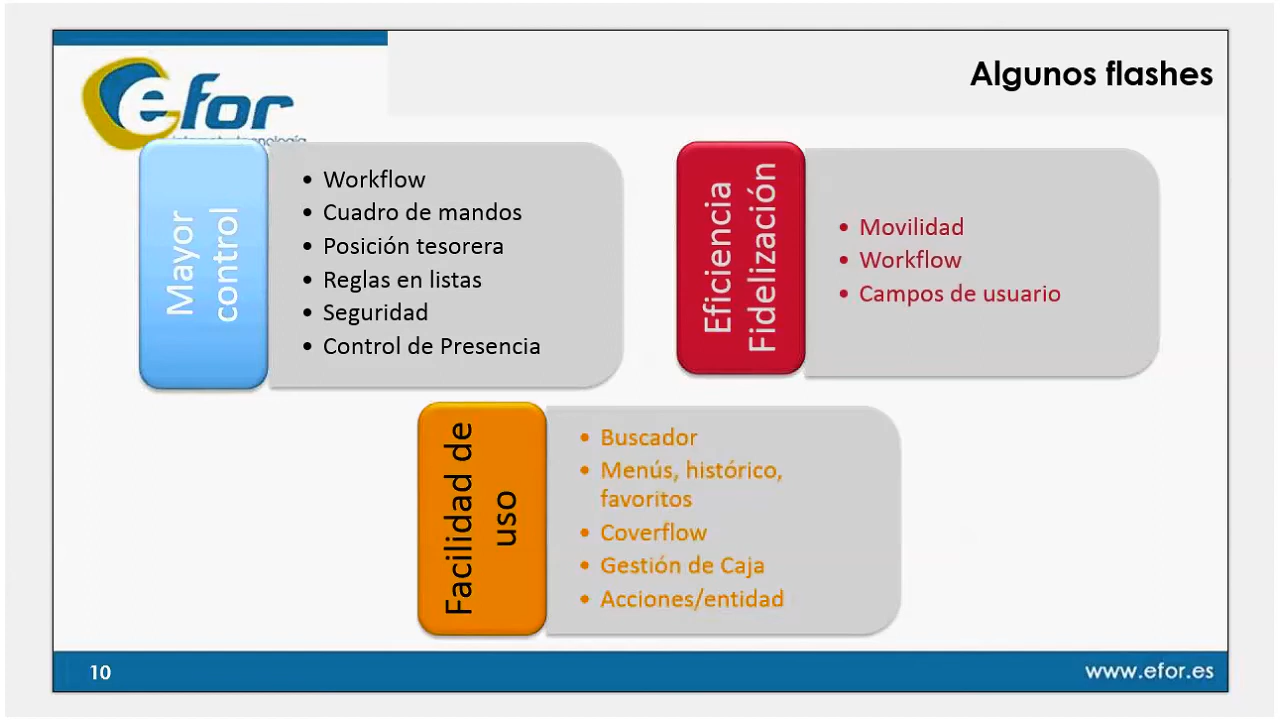 Algunos flashes
efor
Mayor
control
• Workflow
• Cuadro de mandos
• Posición tesorera
• Reglas en listas
• Seguridad
• Control de Presencia
Eficiencia
Fidelización
• Movilidad
• Workflow
• Campos de usuario
Facilidad de
uso
• Buscador
• Menús, histórico,
favoritos
• Coverflow
• Gestión de Caja
• Acciones/entidad
10
www.efor.es